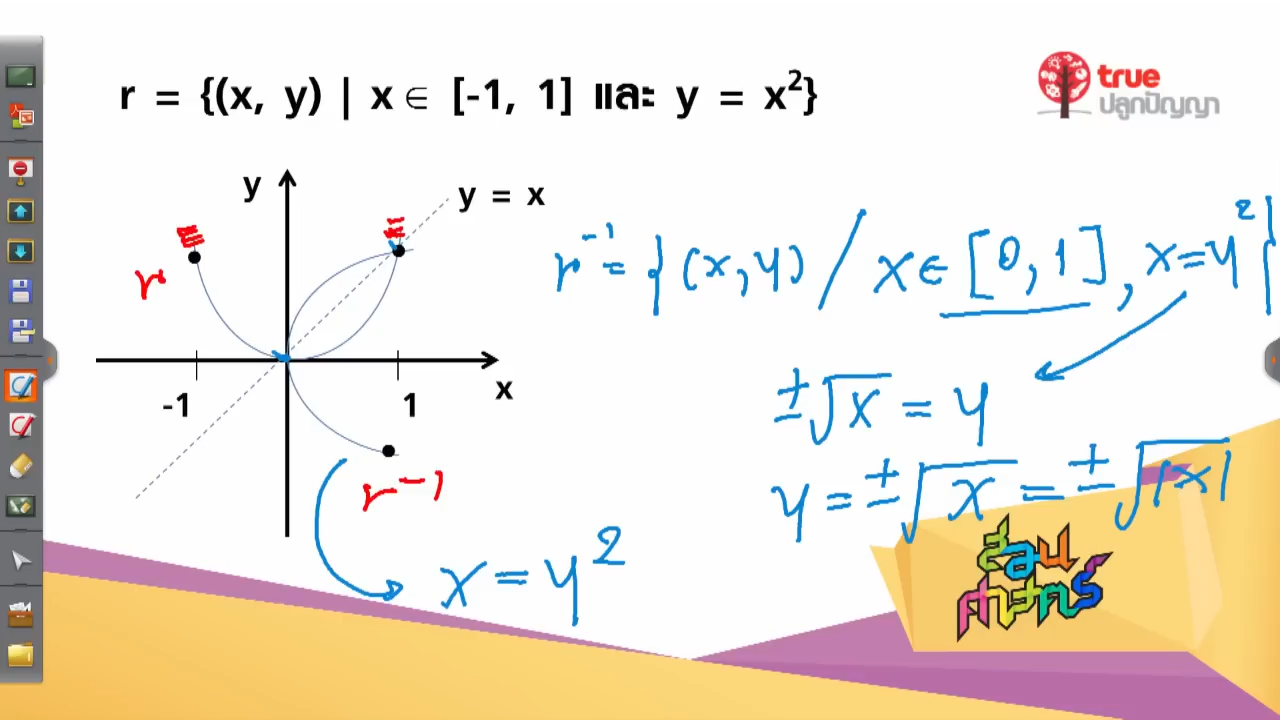 r = {(x, y) | x ∈ [-1, 1] และ y = x²}
true
ปลูกปัญญา
y
y = x
r
r⁻¹ = { (x, y) / x ∈ [0, 1], x = y² }
x
-1
1
± √x = y
r⁻¹
y = ± √x = ± √|x|
x = y²
สอน
ศาสตร์